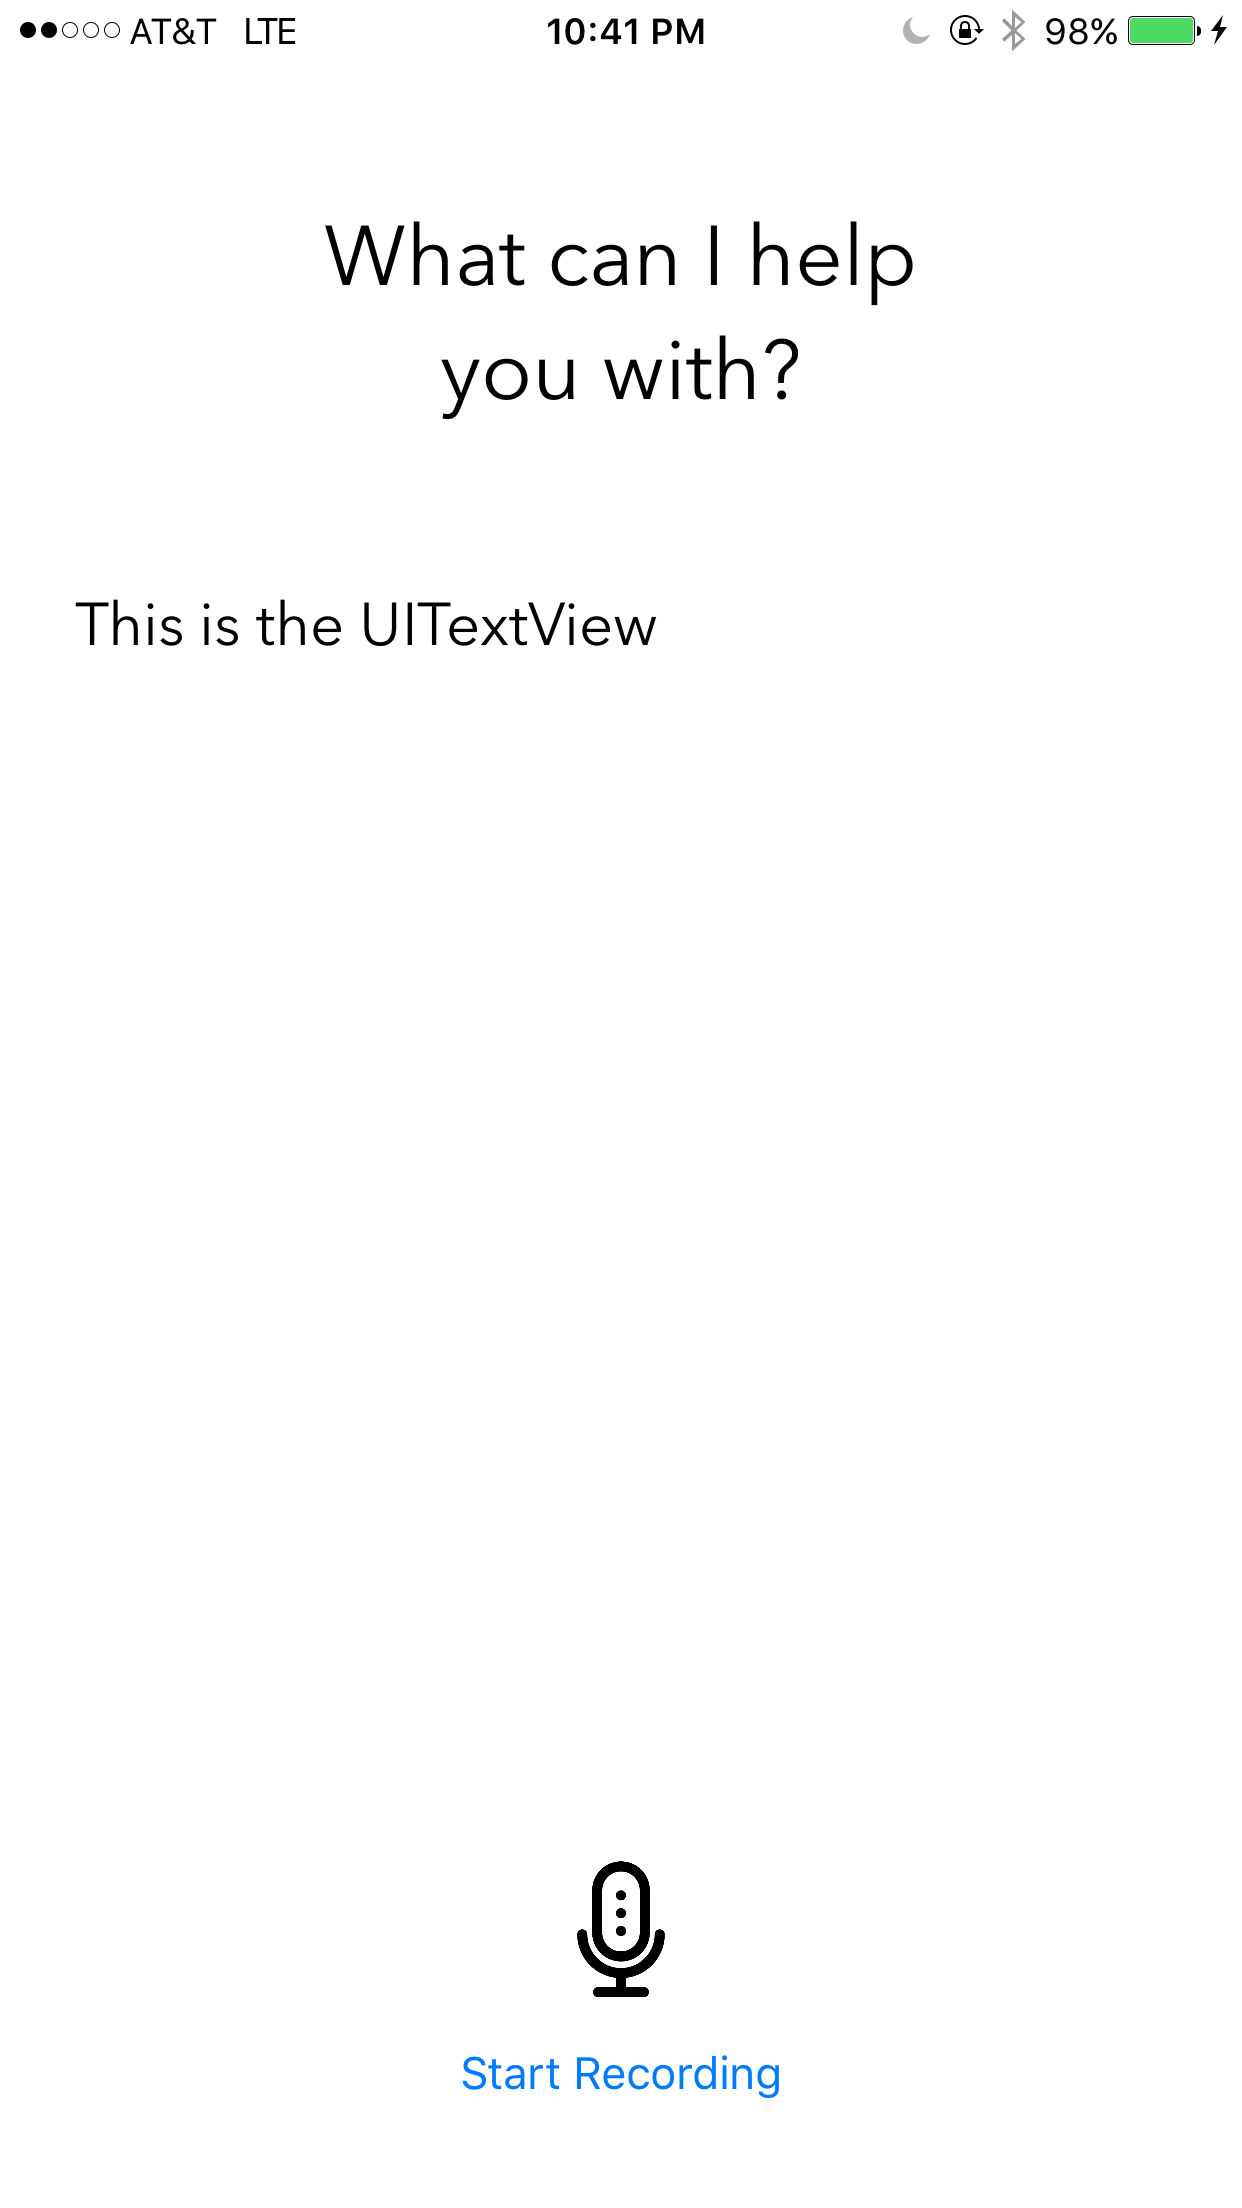 AT&T LTE 10:41 PM 98%
What can I help
you with?
This is the UITextView
Start Recording